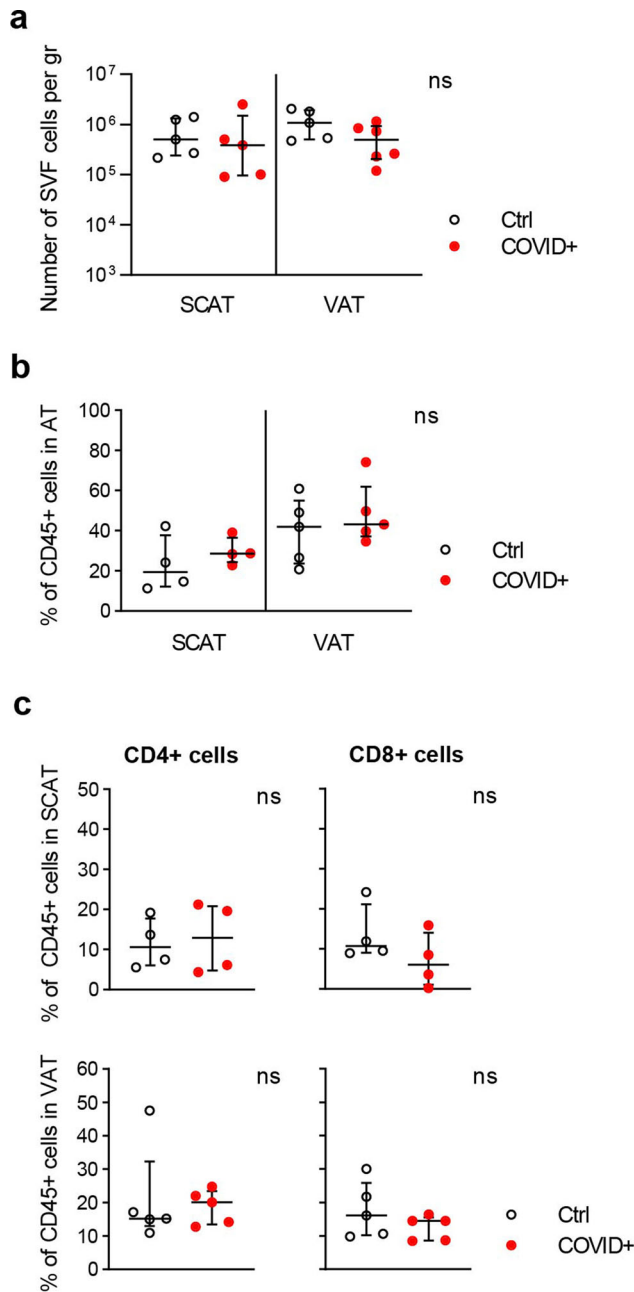 a
Number of SVF cells per gr
10⁷
10⁶
10⁵
10⁴
10³
ns
Ctrl
COVID+
SCAT
VAT
b
% of CD45+ cells in AT
100
80
60
40
20
0
ns
Ctrl
COVID+
SCAT
VAT
c
CD4+ cells
CD8+ cells
% of CD45+ cells in SCAT
50
40
30
20
10
0
ns
ns
% of CD45+ cells in VAT
60
50
40
30
20
10
0
ns
ns
Ctrl
COVID+